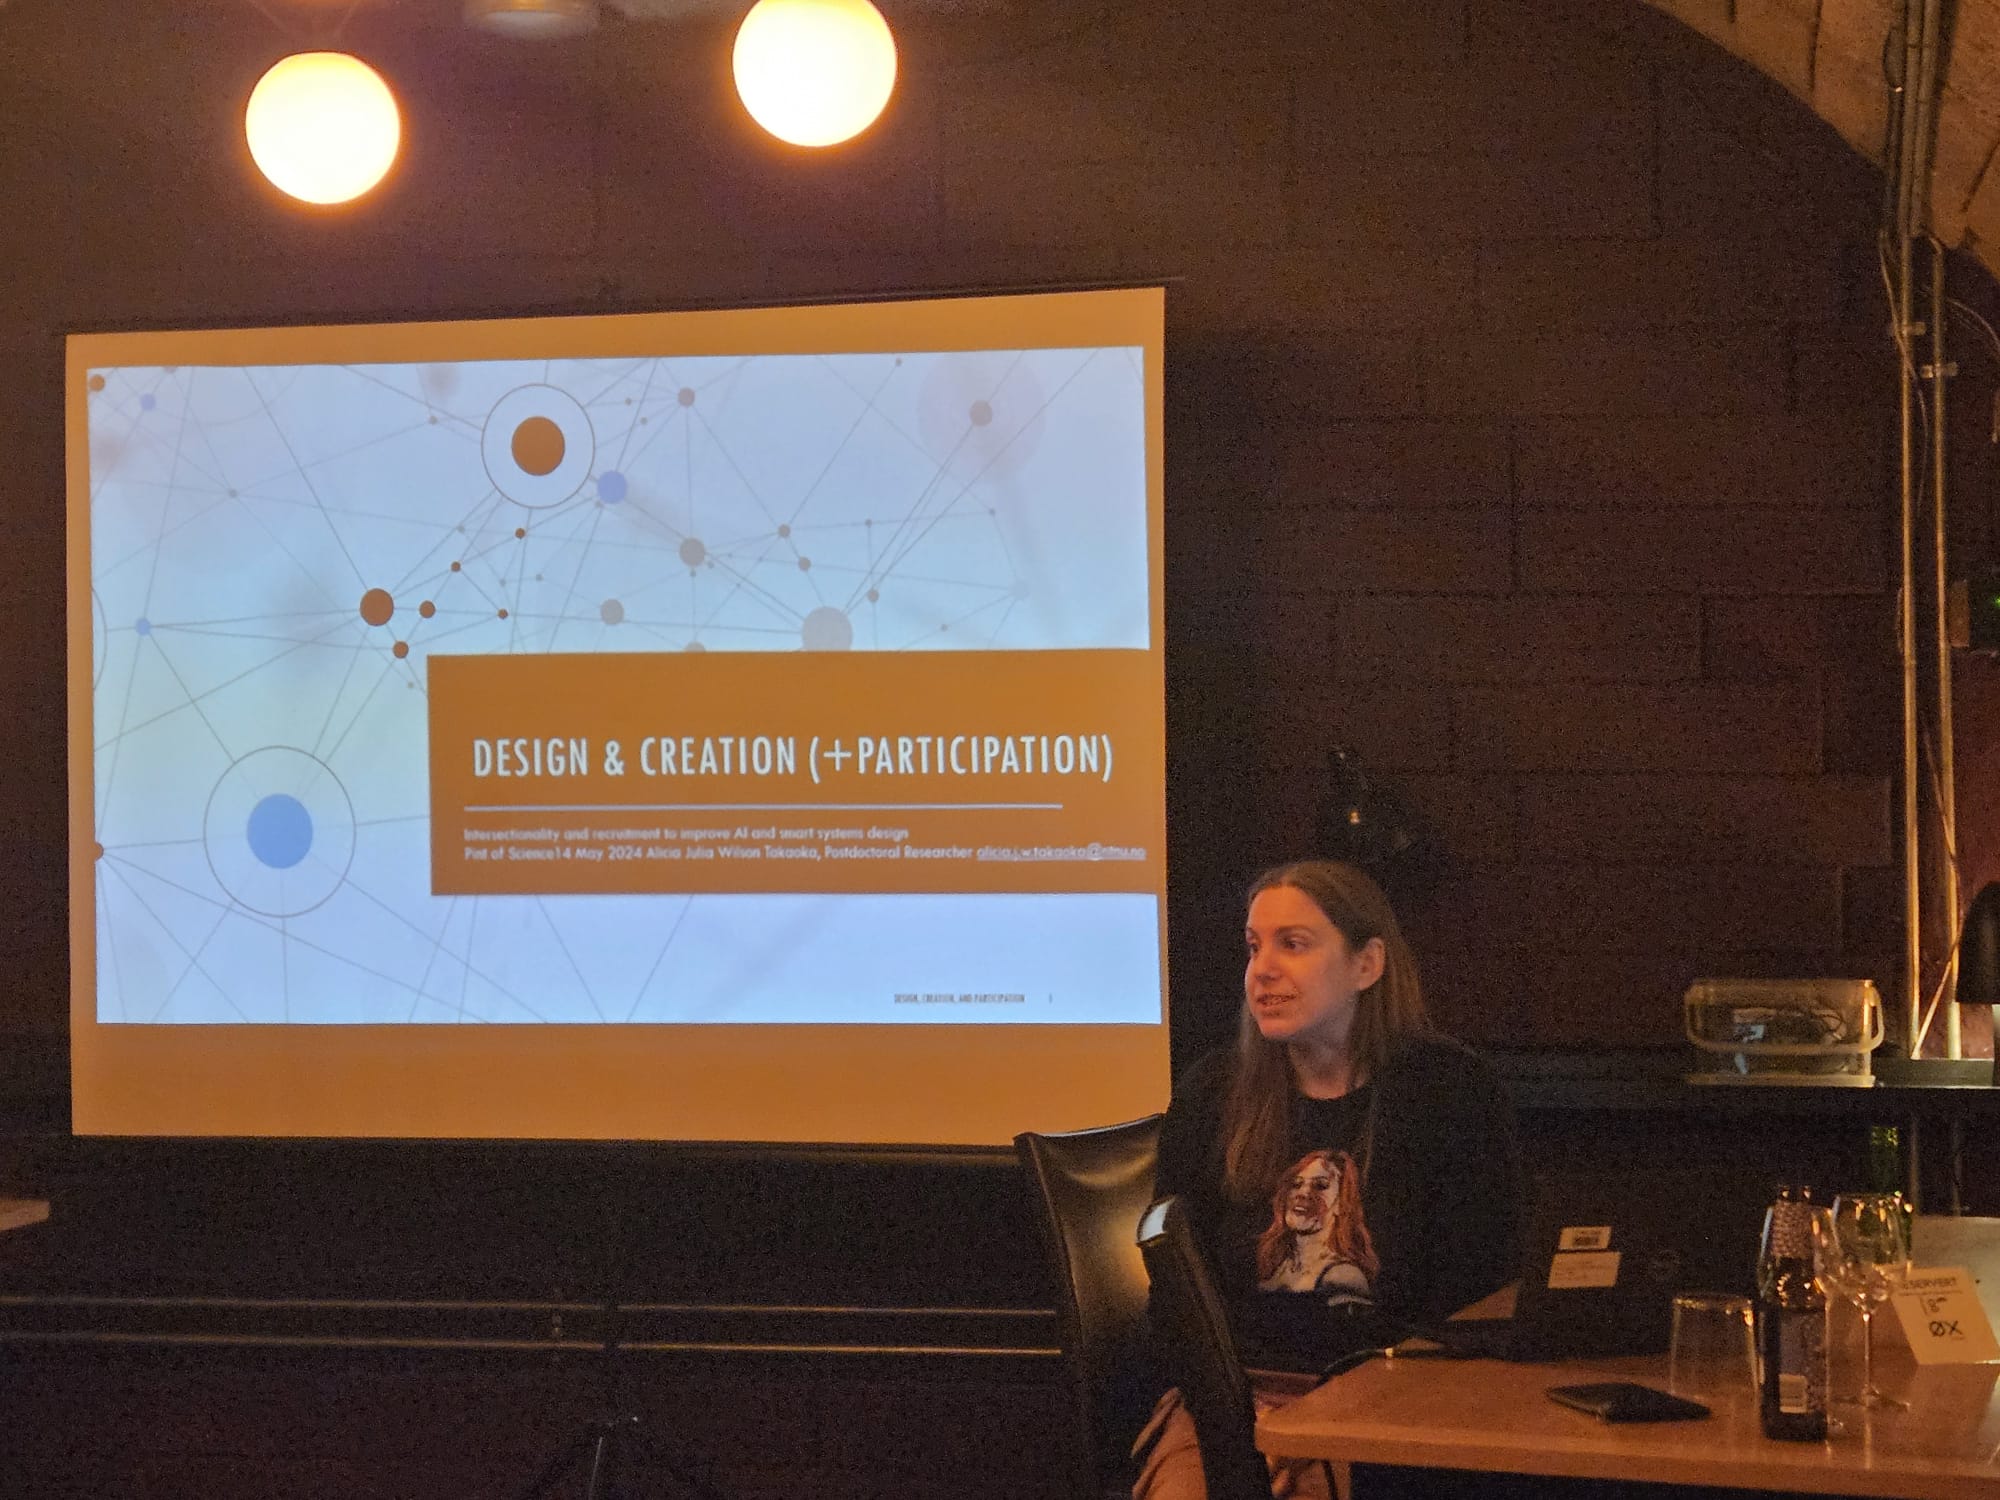 DESIGN & CREATION (+PARTICIPATION)
Intersectionality and recruitment to improve AI and smart systems design
Pint of Science14 May 2024 Alicia Julia Wilson Takaoka, Postdoctoral Researcher alicia.j.w.takaoka@ntnu.no
DESIGN, CREATION, AND PARTICIPATION 1
ØX